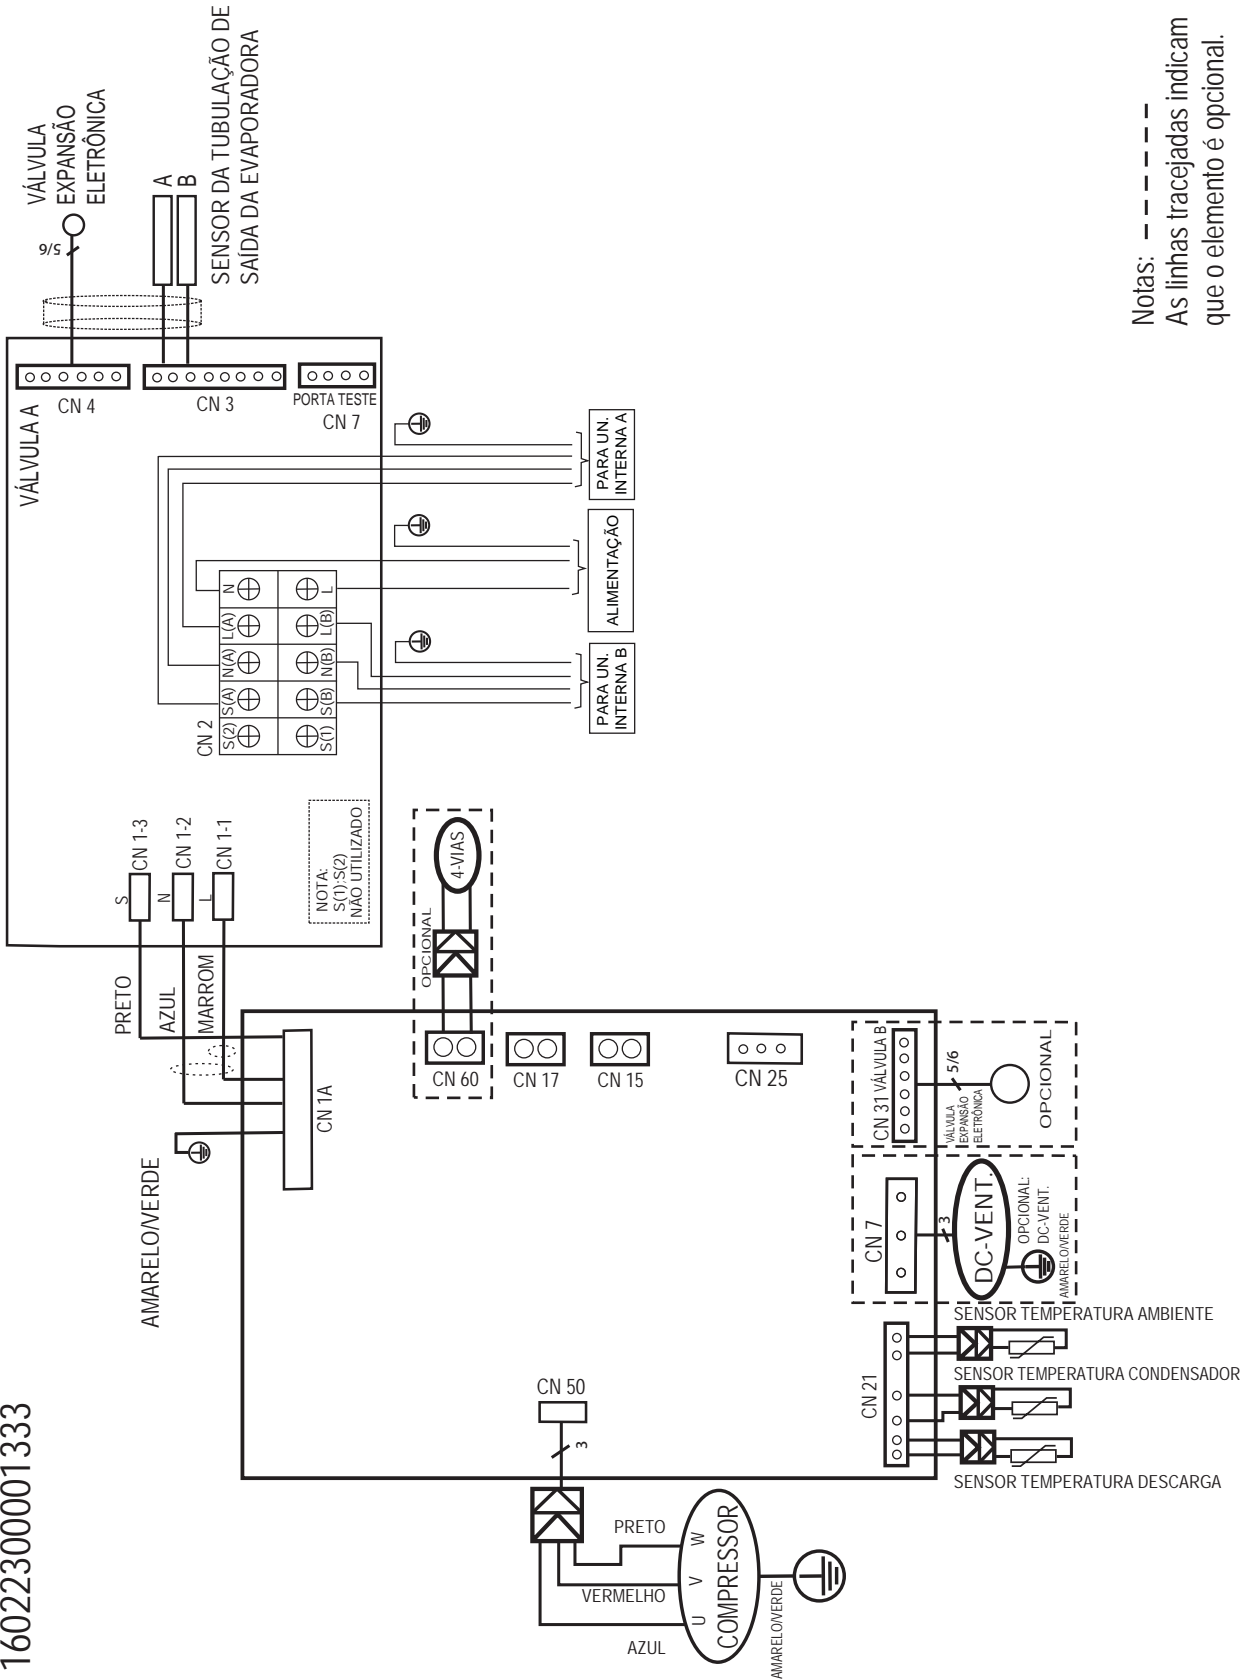 16022300001333
VÁLVULA
EXPANSÃO
ELETRÔNICA
5/6
A
B
SENSOR DA TUBULAÇÃO DE
SAÍDA DA EVAPORADORA
VÁLVULA A
CN 4
CN 3
PORTA TESTE
CN 7
PARA UN.
INTERNA A
ALIMENTAÇÃO
PARA UN.
INTERNA B
CN 2
S(2)
S(A)
N(A)
L(A)
N
S(1)
S(B)
N(B)
L(B)
L
NOTA:
S(1);S(2)
NÃO UTILIZADO
S
CN 1-3
N
CN 1-2
L
CN 1-1
PRETO
AZUL
MARROM
AMARELO/VERDE
CN 1A
OPCIONAL
4-VIAS
CN 60
CN 17
CN 15
CN 25
CN 31 VÁLVULA B
5/6
VÁLVULA
EXPANSÃO
ELETRÔNICA
OPCIONAL
CN 7
3
DC-VENT.
OPCIONAL:
DC-VENT.
AMARELO/VERDE
CN 21
SENSOR TEMPERATURA AMBIENTE
SENSOR TEMPERATURA CONDENSADOR
SENSOR TEMPERATURA DESCARGA
CN 50
3
PRETO
VERMELHO
AZUL
U
V
W
COMPRESSOR
AMARELO/VERDE
Notas:
As linhas tracejadas indicam
que o elemento é opcional.